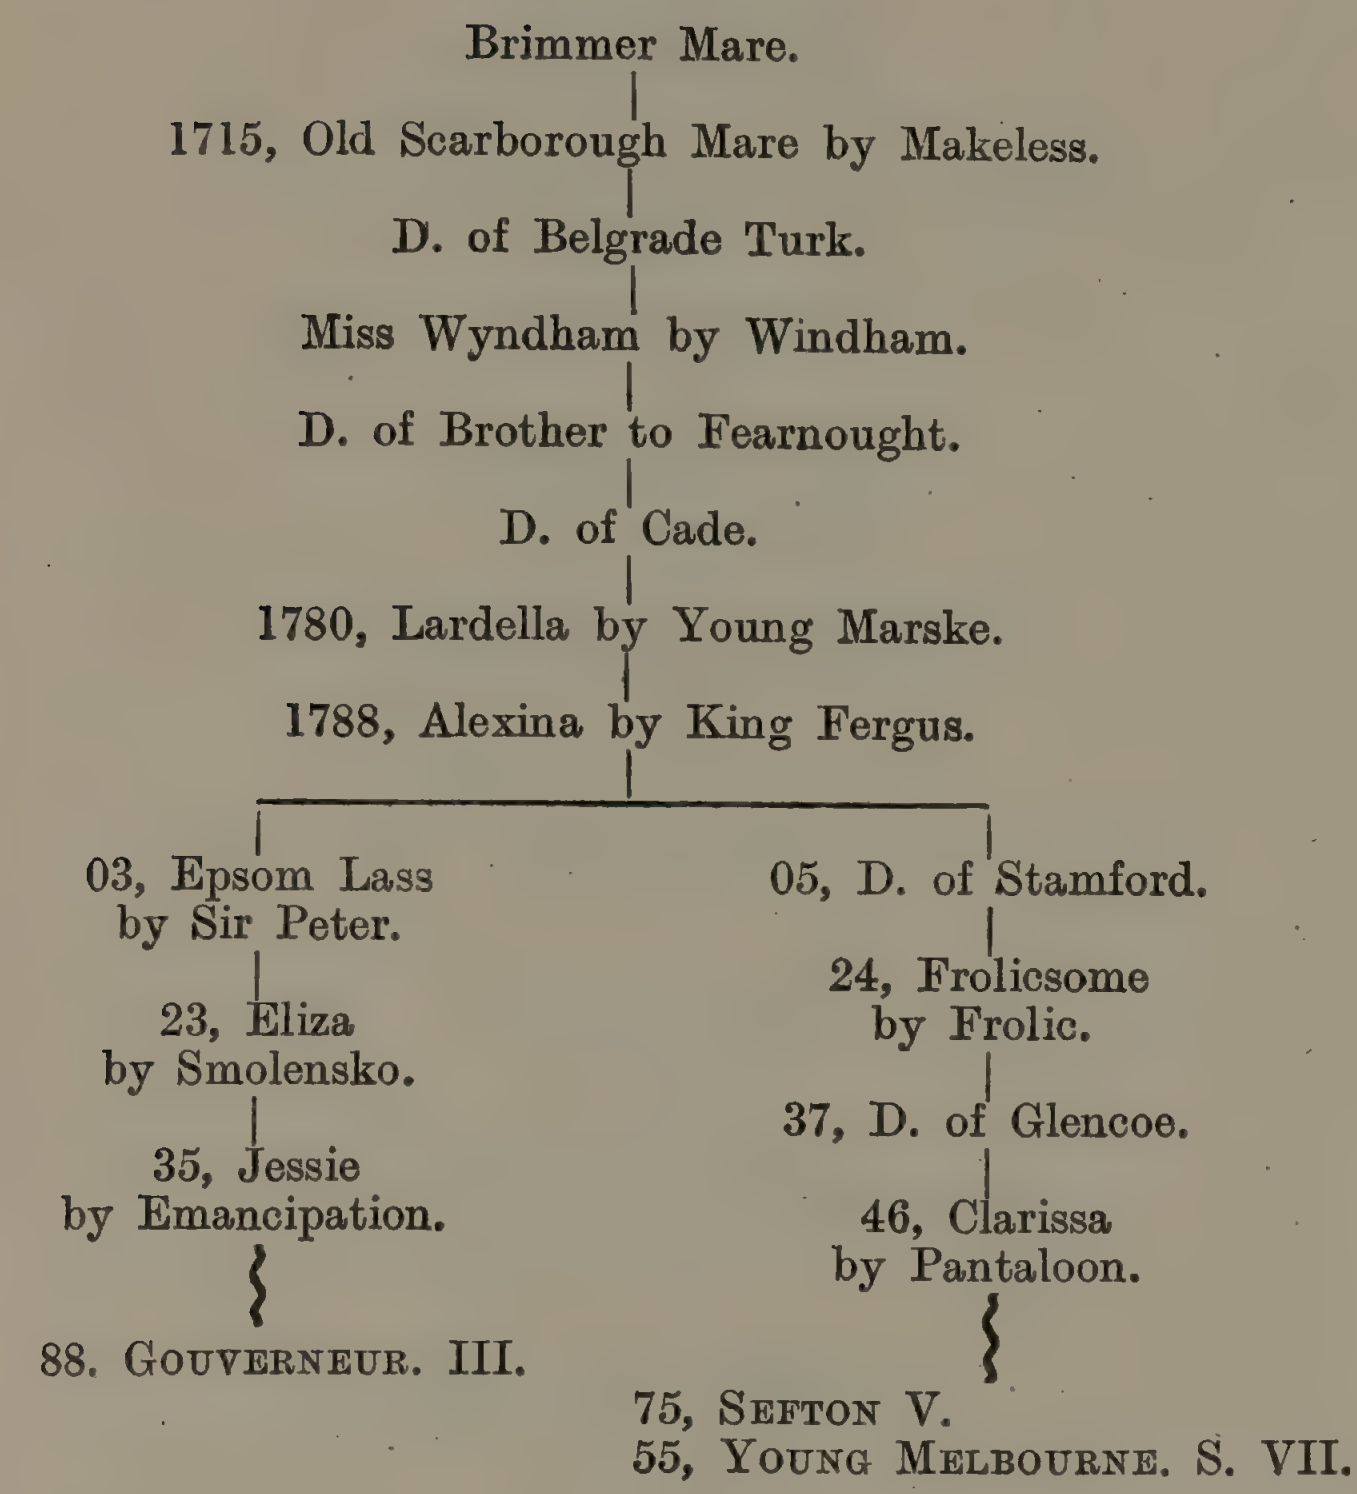 Brimmer Mare.
1715, Old Scarborough Mare by Makeless.
D. of Belgrade Turk.
Miss Wyndham by Windham.
D. of Brother to Fearnought.
D. of Cade.
1780, Lardella by Young Marske.
1788, Alexina by King Fergus.
03, Epsom Lass
by Sir Peter.
23, Eliza
by Smolensko.
35, Jessie
by Emancipation.
88. GOUVERNEUR. III.
05, D. of Stamford.
24, Frolicsome
by Frolic.
37, D. of Glencoe.
46, Clarissa
by Pantaloon.
75, SEFTON V.
55, YOUNG MELBOURNE. S. VII.